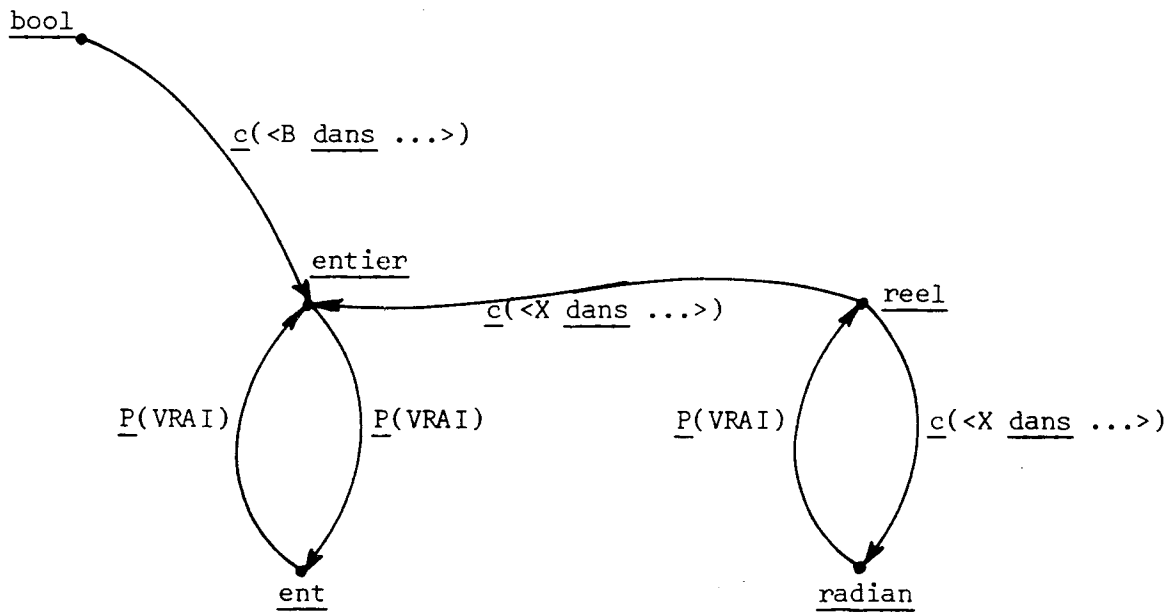 bool
c(<B dans ...>)
entier
c(<X dans ...>)
reel
P(VRAI)
P(VRAI)
P(VRAI)
c(<X dans ...>)
ent
radian